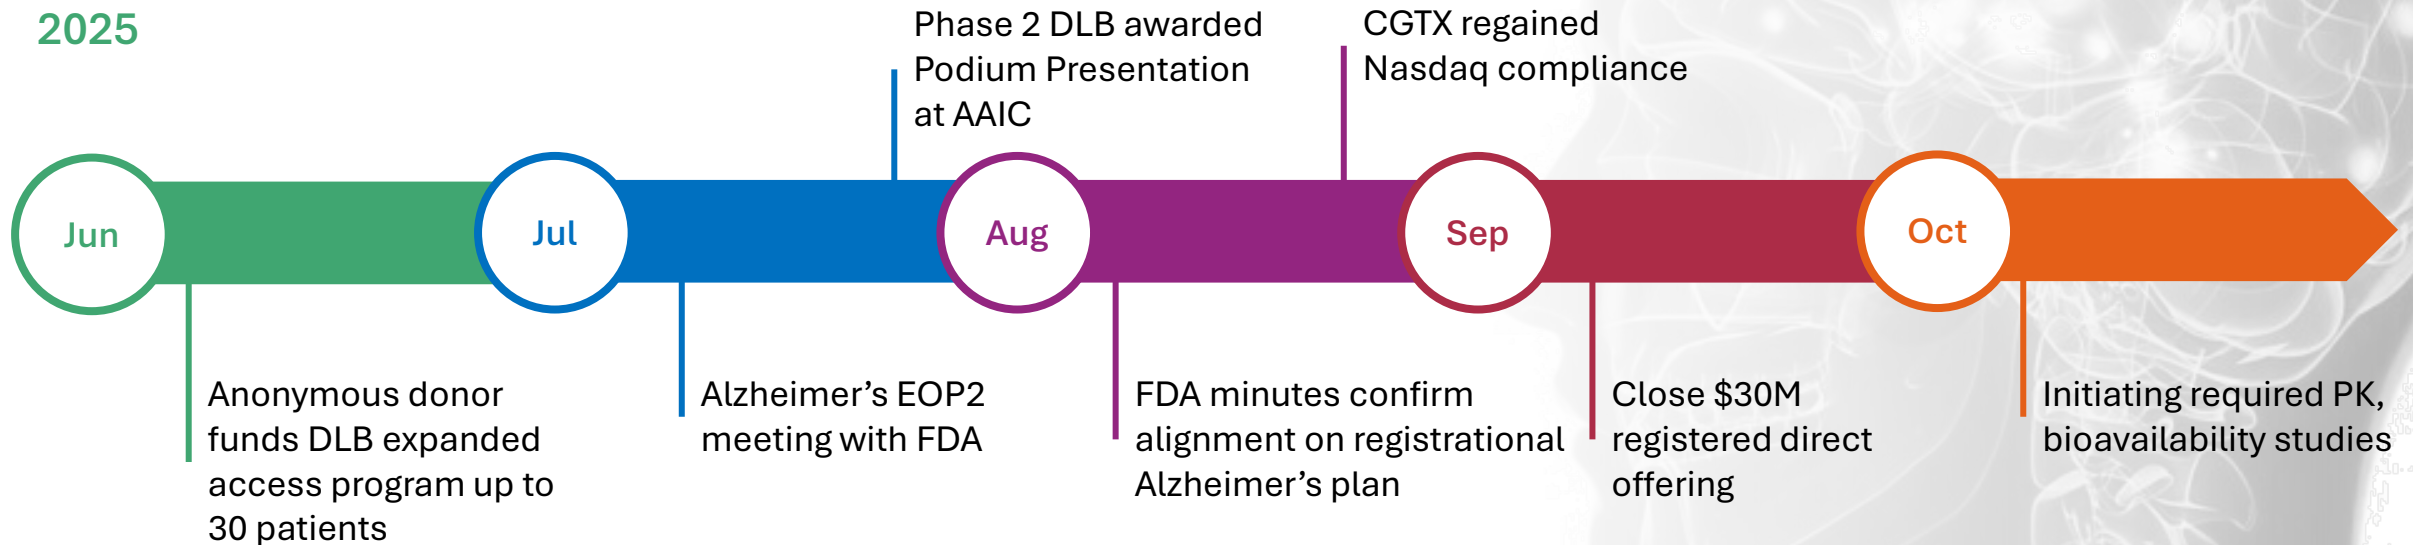 2025
Phase 2 DLB awarded
Podium Presentation
at AAIC
CGTX regained
Nasdaq compliance
Jun
Jul
Aug
Sep
Oct
Anonymous donor
funds DLB expanded
access program up to
30 patients
Alzheimer’s EOP2
meeting with FDA
FDA minutes confirm
alignment on registrational
Alzheimer’s plan
Close $30M
registered direct
offering
Initiating required PK,
bioavailability studies